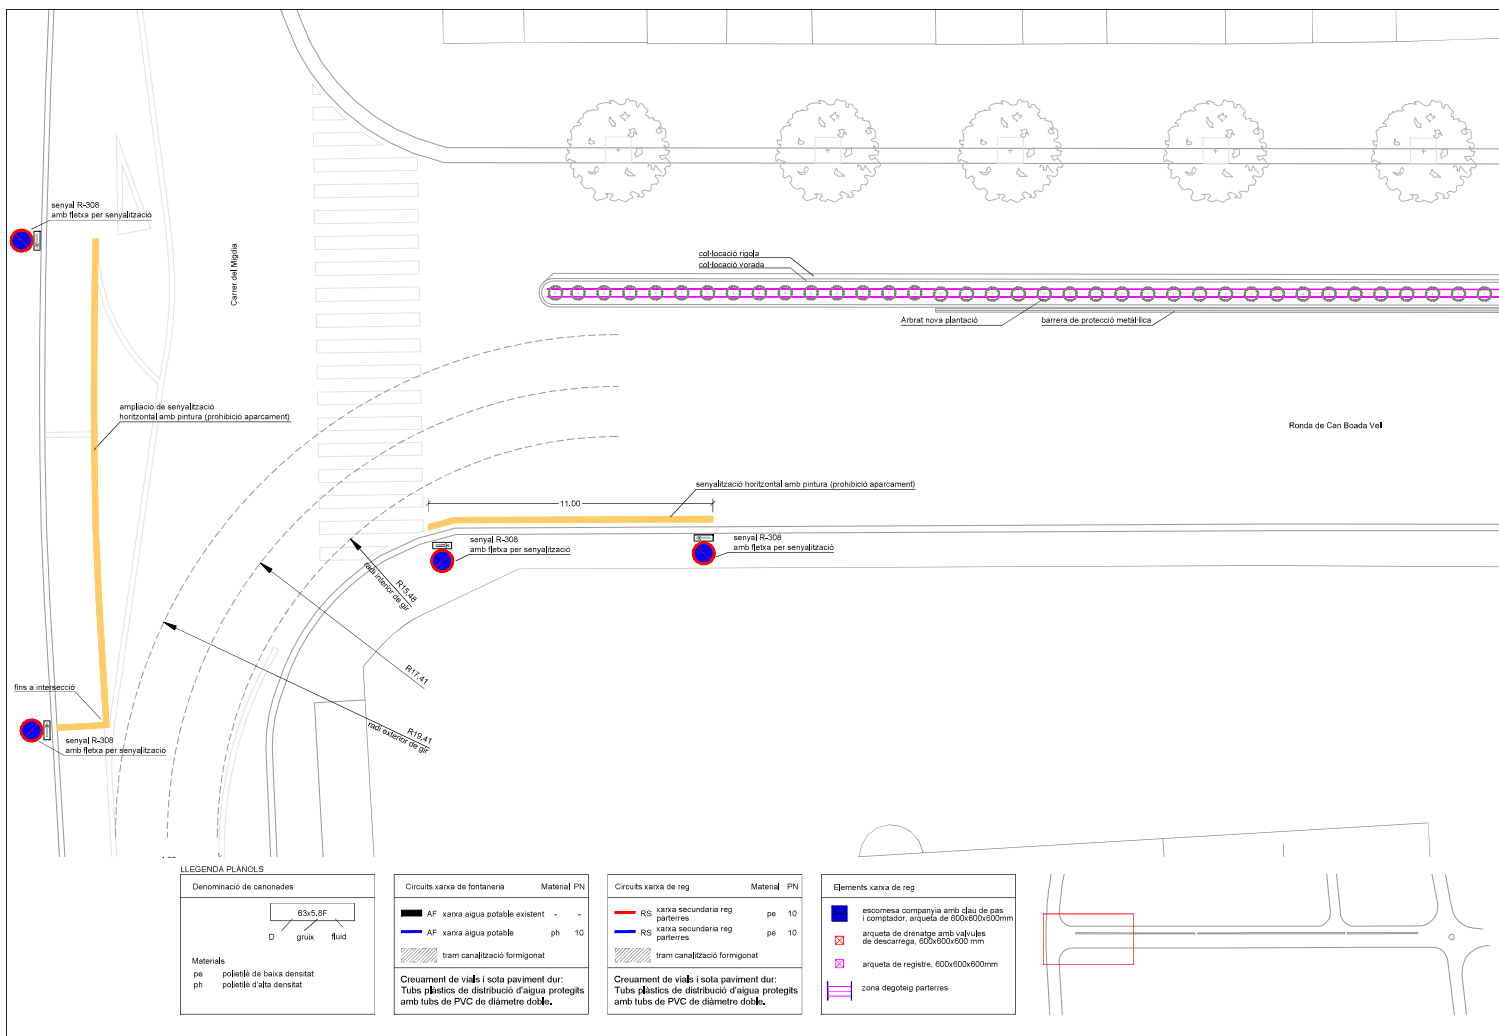 senyal R-308
amb fletxa per senyalització
Carrer del Migdia
col·locació rigola
col·locació vorada
Arbrat nova plantació
barrera de protecció metàl·lica
ampliació de senyalització
horitzontal amb pintura (prohibició aparcament)
Ronda de Can Boada Vell
senyalització horitzontal amb pintura (prohibició aparcament)
11.00
senyal R-308
amb fletxa per senyalització
senyal R-308
amb fletxa per senyalització
R15,48
radi interior de gir
R17,41
R19,41
radi exterior de gir
fins a intersecció
senyal R-308
amb fletxa per senyalització
LLEGENDA PLÀNOLS
Denominació de canonades
63x5.8F
D gruix fluid
Materials
pe polietilè de baixa densitat
ph polietilè d'alta densitat
Circuits xarxa de fontaneria Material PN
AF xarxa aigua potable existent - -
AF xarxa aigua potable ph 10
tram canalització formigonat
Creuament de vials i sota paviment dur:
Tubs plàstics de distribució d'aigua protegits
amb tubs de PVC de diàmetre doble.
Circuits xarxa de reg Material PN
RS xarxa secundaria reg
parterres pe 10
RS xarxa secundaria reg
parterres pe 10
tram canalització formigonat
Creuament de vials i sota paviment dur:
Tubs plàstics de distribució d'aigua protegits
amb tubs de PVC de diàmetre doble.
Elements xarxa de reg
escomesa companyia amb clau de pas
i comptador, arqueta de 600x600x600mm
arqueta de drenatge amb valvules
de descarrega, 600x600x600 mm
arqueta de registre, 600x600x600mm
zona degoteig parterres